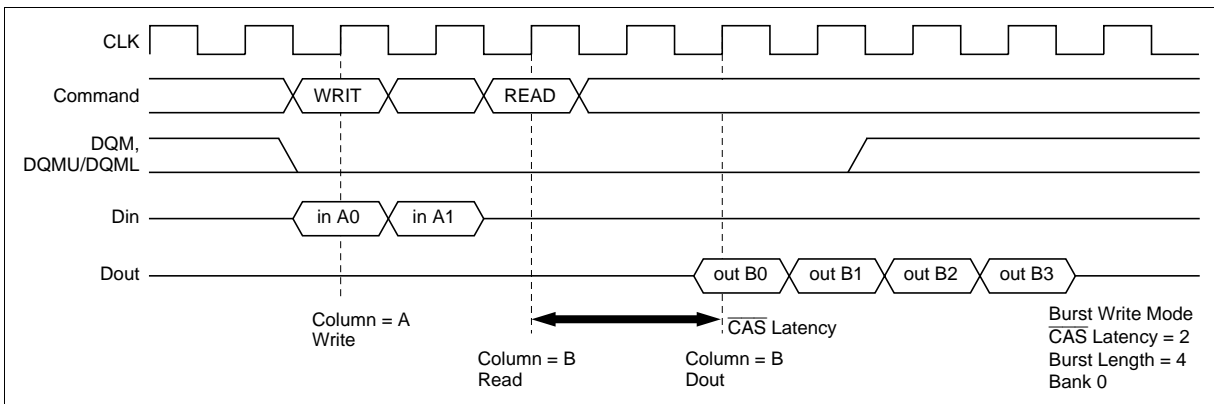 CLK
Command WRIT READ
DQM,
DQMU/DQML
Din in A0 in A1
Dout out B0 out B1 out B2 out B3
Column = A
Write
CAS Latency
Column = B
Read
Column = B
Dout
Burst Write Mode
CAS Latency = 2
Burst Length = 4
Bank 0